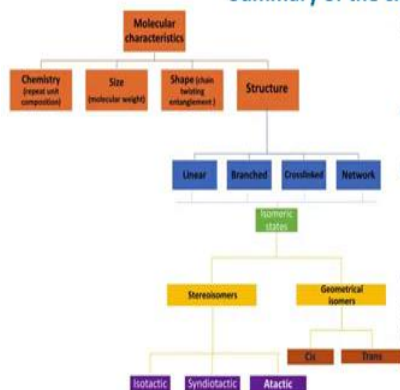 Summary of the
Molecular
characteristics
Chemistry
(repeat unit
composition)
Size
(molecular weight)
Shape (chain
twisting
entanglement )
Structure
Linear
Branched
Crosslinked
Network
Isomeric
states
Stereoisomers
Geometrical
isomers
Cis
Trans
Isotactic
Syndiotactic
Atactic